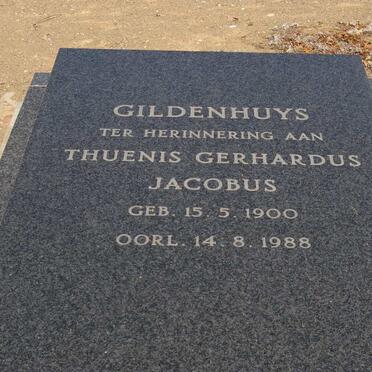 GILDENHUYS
TER HERINNERING AAN
THUENIS GERHARDUS
JACOBUS
GEB. 15. 5. 1900
OORL. 14. 8. 1988